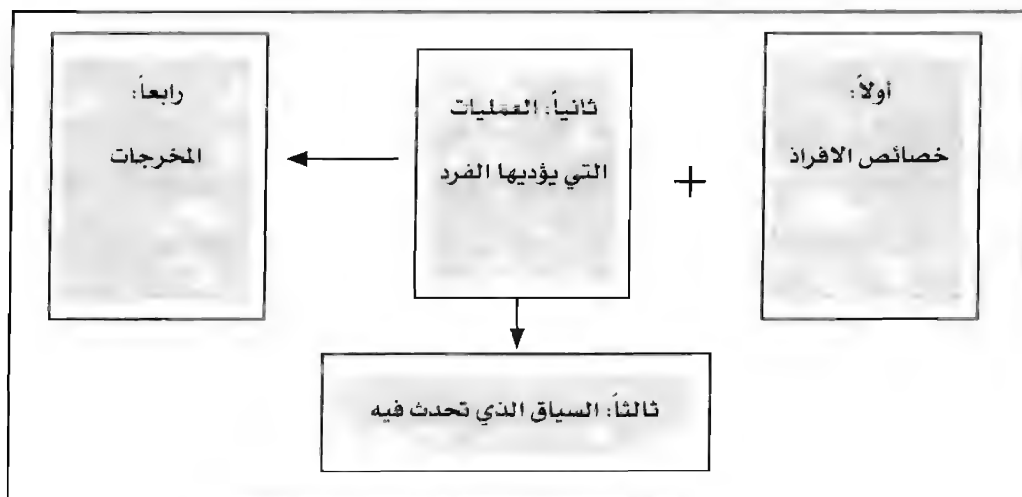 أولاً:
خصائص الافراد
+
ثانياً: العمليات
التي يؤديها الفرد
ثالثاً: السياق الذي تحدث فيه
رابعاً:
المخرجات